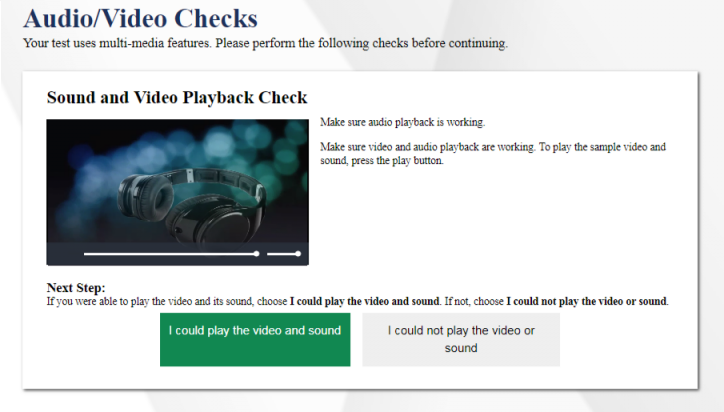 Audio/Video Checks
Your test uses multi-media features. Please perform the following checks before continuing.
Sound and Video Playback Check
Make sure audio playback is working.
Make sure video and audio playback are working. To play the sample video and
sound, press the play button.
Next Step:
If you were able to play the video and its sound, choose I could play the video and sound. If not, choose I could not play the video or sound.
I could play the video and sound
I could not play the video or
sound